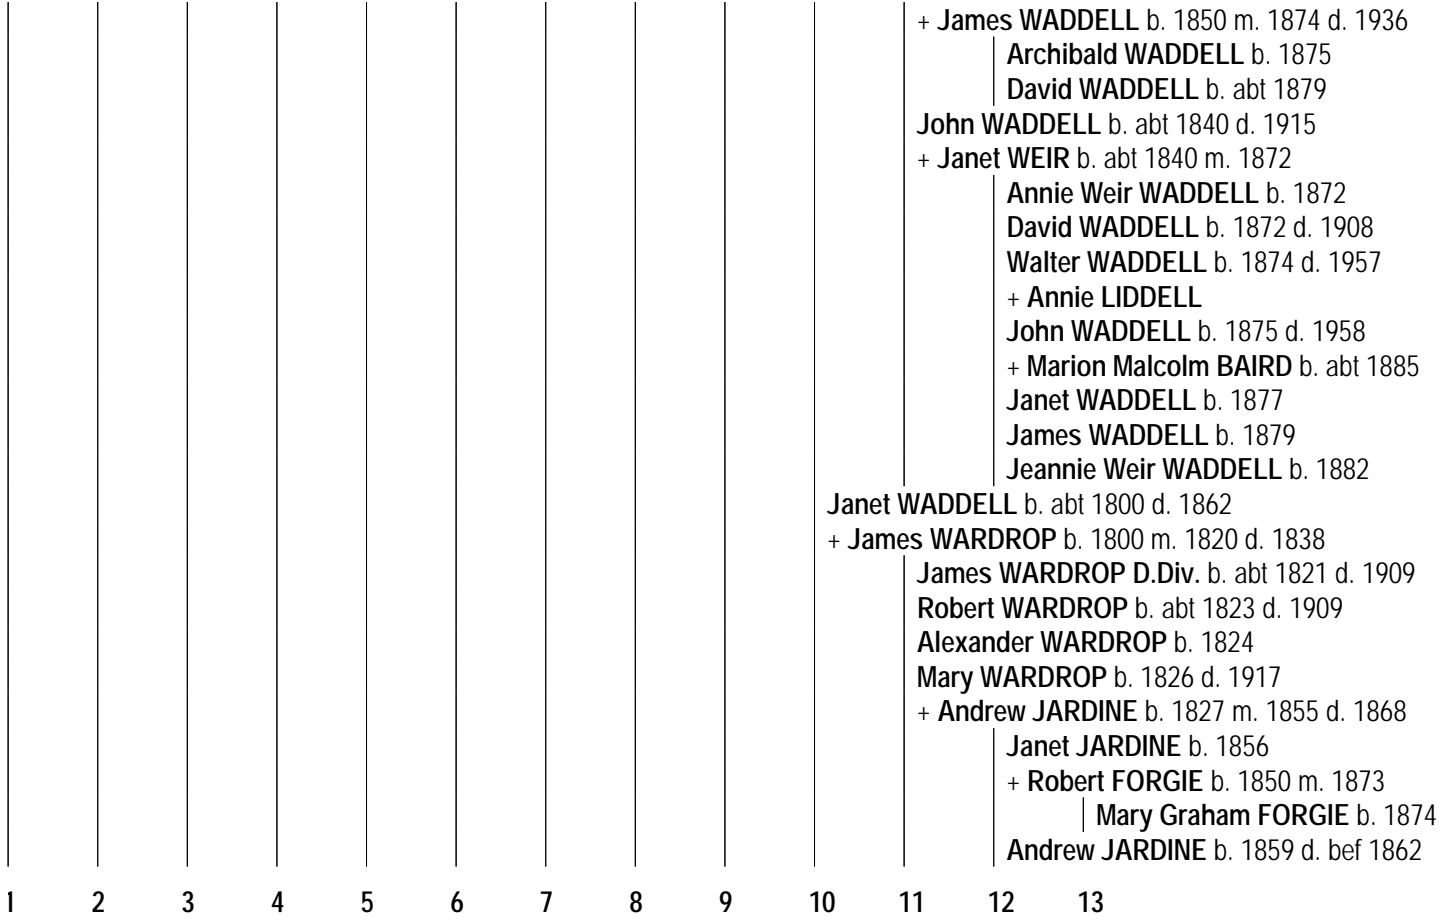 + James WADDELL b. 1850 m. 1874 d. 1936
Archibald WADDELL b. 1875
David WADDELL b. abt 1879
John WADDELL b. abt 1840 d. 1915
+ Janet WEIR b. abt 1840 m. 1872
Annie Weir WADDELL b. 1872
David WADDELL b. 1872 d. 1908
Walter WADDELL b. 1874 d. 1957
+ Annie LIDDELL
John WADDELL b. 1875 d. 1958
+ Marion Malcolm BAIRD b. abt 1885
Janet WADDELL b. 1877
James WADDELL b. 1879
Jeannie Weir WADDELL b. 1882
Janet WADDELL b. abt 1800 d. 1862
+ James WARDROP b. 1800 m. 1820 d. 1838
James WARDROP D.Div. b. abt 1821 d. 1909
Robert WARDROP b. abt 1823 d. 1909
Alexander WARDROP b. 1824
Mary WARDROP b. 1826 d. 1917
+ Andrew JARDINE b. 1827 m. 1855 d. 1868
Janet JARDINE b. 1856
+ Robert FORGIE b. 1850 m. 1873
Mary Graham FORGIE b. 1874
Andrew JARDINE b. 1859 d. bef 1862
1 2 3 4 5 6 7 8 9 10 11 12 13